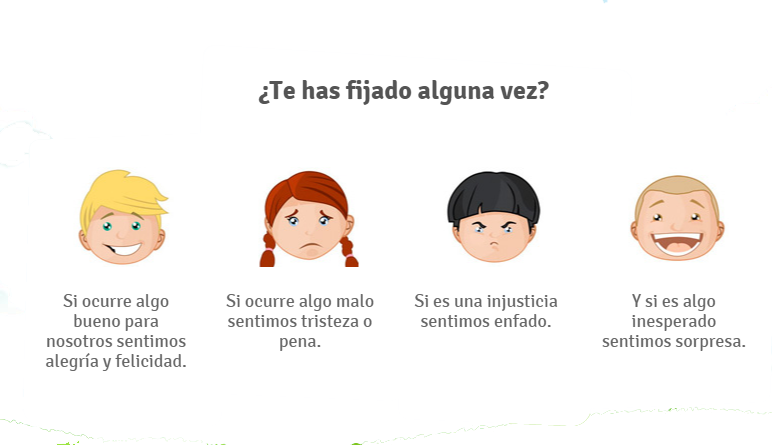 ¿Te has fijado alguna vez?
Si ocurre algo
bueno para
nosotros sentimos
alegría y felicidad.
Si ocurre algo malo
sentimos tristeza o
pena.
Si es una injusticia
sentimos enfado.
Y si es algo
inesperado
sentimos sorpresa.